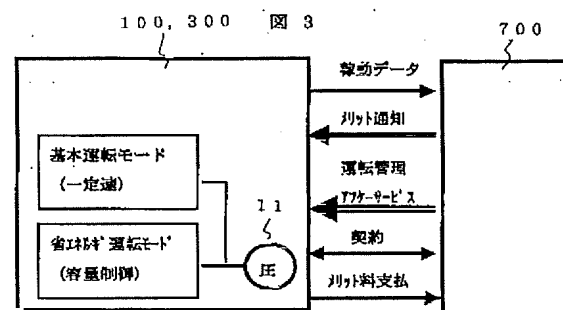 100, 300 図 3
700
稼動データ
メリット通知
基本運転モード
(一定速)
運転管理
アフターサービス
11
省エネルギ運転モード
(容量制御)
圧
契約
メリット料支払